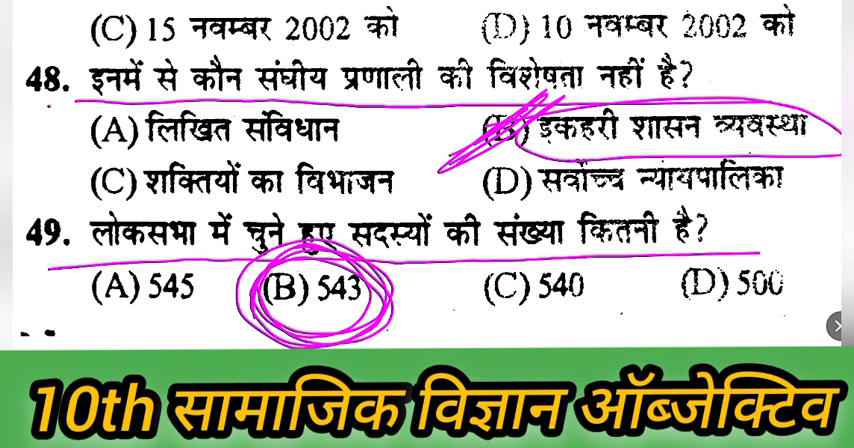 (C) 15 नवम्बर 2002 को (D) 10 नवम्बर 2002 को
48. इनमें से कौन संघीय प्रणाली की विशेषता नहीं है?
(A) लिखित संविधान (B) इकहरी शासन व्यवस्था
(C) शक्तियों का विभाजन (D) सर्वोच्च न्यायपालिका
49. लोकसभा में चुने हुए सदस्यों की संख्या कितनी है?
(A) 545 (B) 543 (C) 540 (D) 500
10th सामाजिक विज्ञान ऑब्जेक्टिव